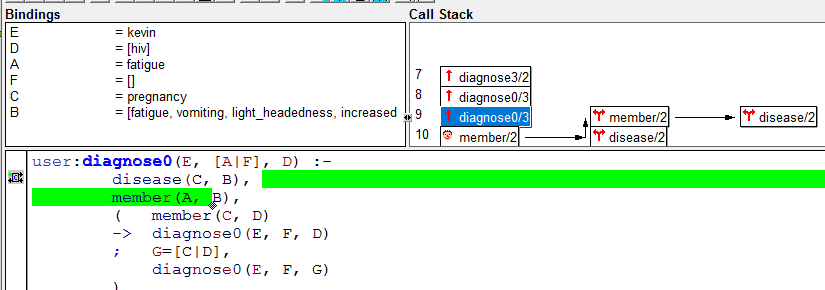 Bindings
E = kevin
D = [hiv]
A = fatigue
F = []
C = pregnancy
B = [fatigue, vomiting, light_headedness, increased
Call Stack
7 diagnose3/2
8 diagnose0/3
9 diagnose0/3 member/2 disease/2
10 member/2 disease/2
user:diagnose0(E, [A|F], D) :-
disease(C, B),
member(A, B),
(   member(C, D)
->  diagnose0(E, F, D)
;   G=[C|D],
diagnose0(E, F, G)
)